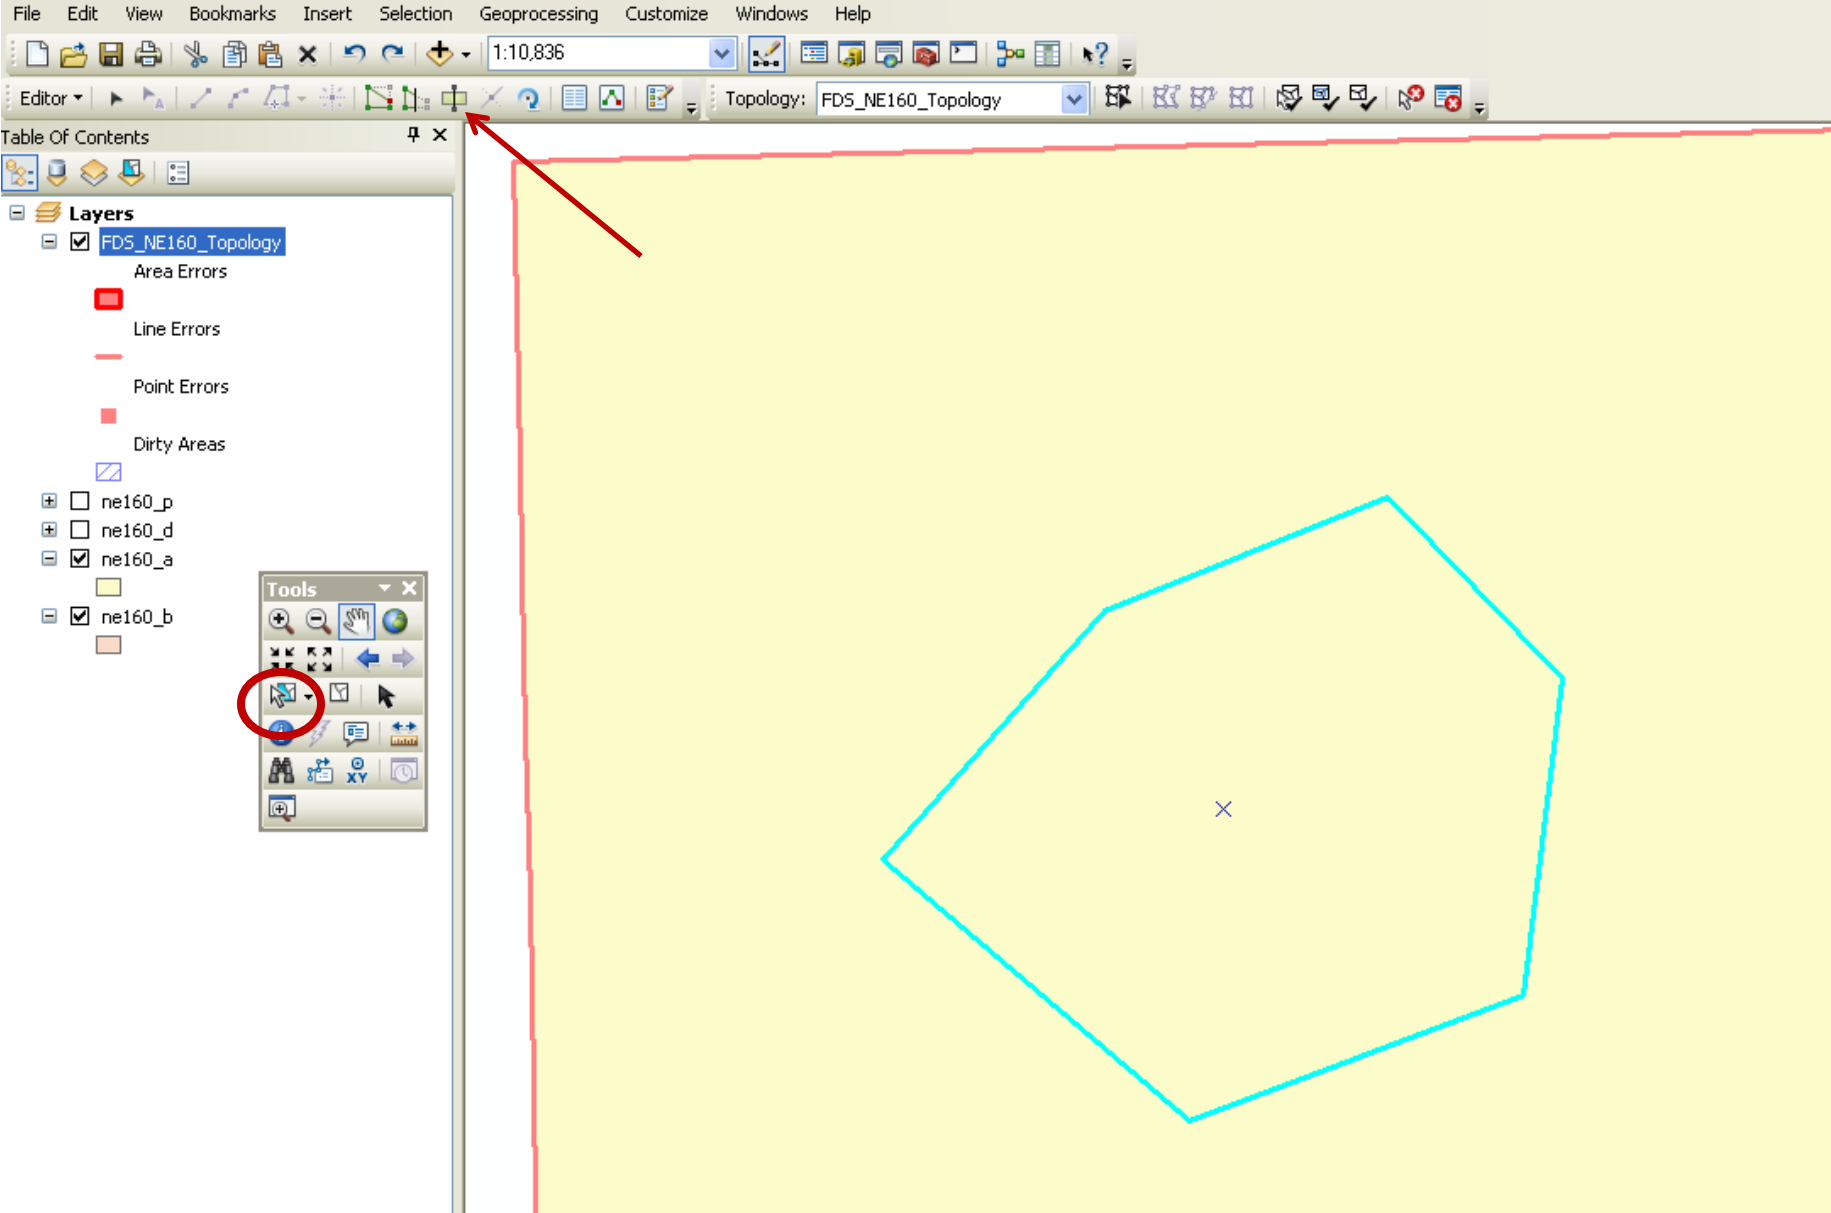 File Edit View Bookmarks Insert Selection Geoprocessing Customize Windows Help
1:10,836
Editor Topology: FDS_NE160_Topology
Table Of Contents
Layers
FDS_NE160_Topology
Area Errors
Line Errors
Point Errors
Dirty Areas
ne160_p
ne160_d
ne160_a
ne160_b
Tools
XY